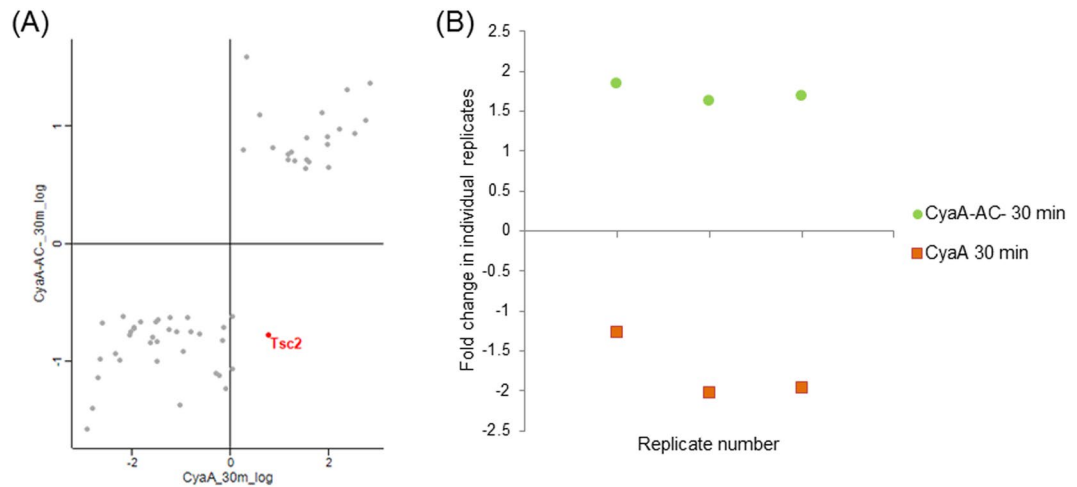 (A)
CyaA-AC-_30m_log
1
0
-1
Tsc2
-2
0
2
CyaA_30m_log
(B)
Fold change in individual replicates
2.5
2
1.5
1
0.5
0
-0.5
-1
-1.5
-2
-2.5
Replicate number
CyaA-AC- 30 min
CyaA 30 min